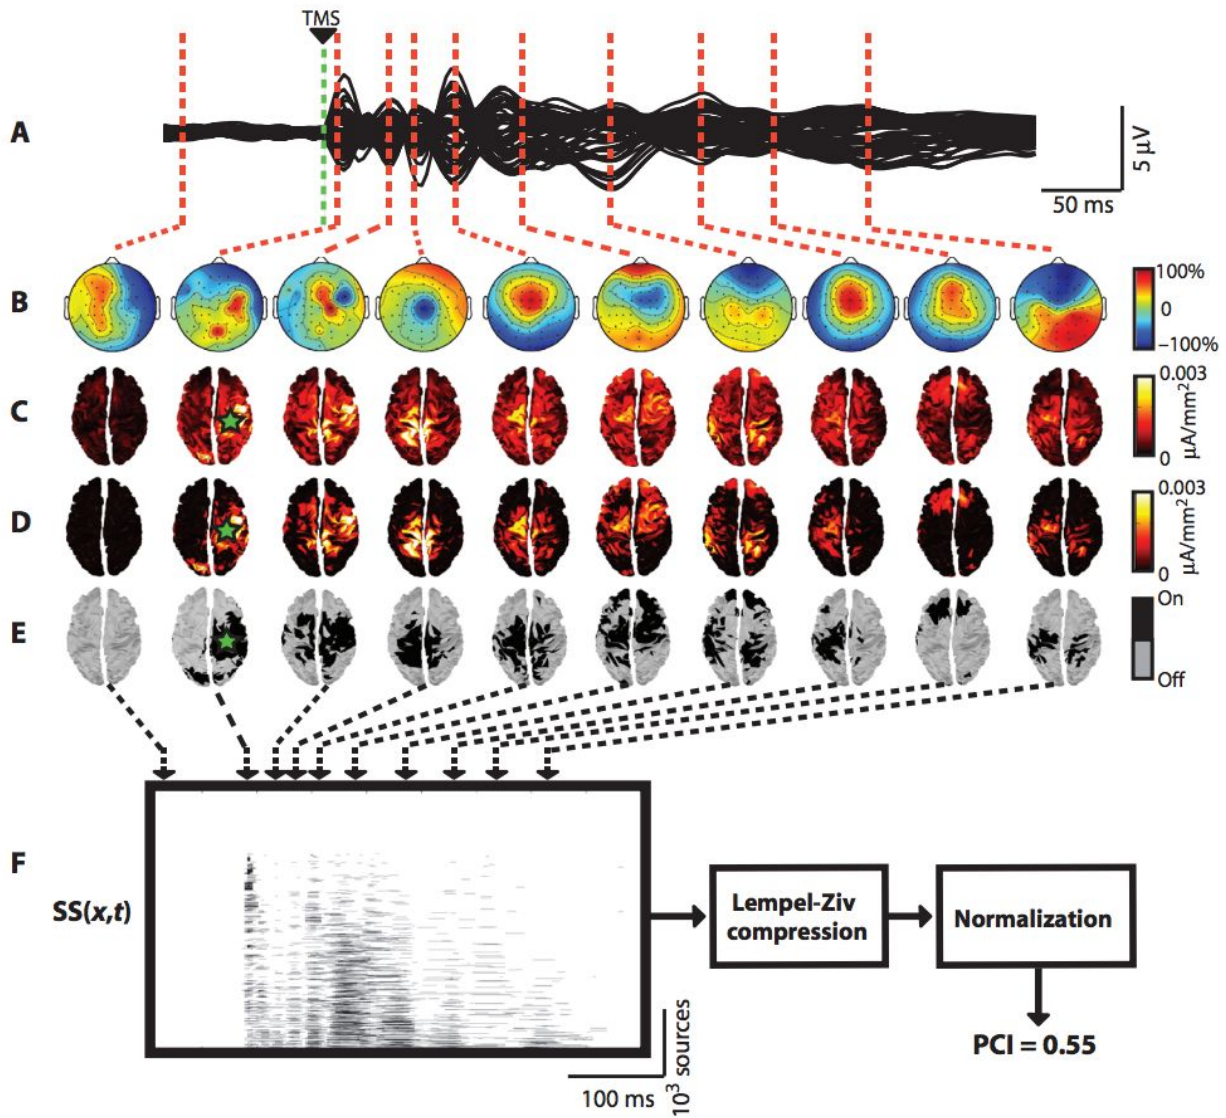 TMS
A
5 μV
50 ms
B
100%
0
–100%
C
0.003
0
μA/mm²
D
0.003
0
μA/mm²
E
On
Off
F
SS(x,t)
Lempel-Ziv
compression
Normalization
PCI = 0.55
10³ sources
100 ms